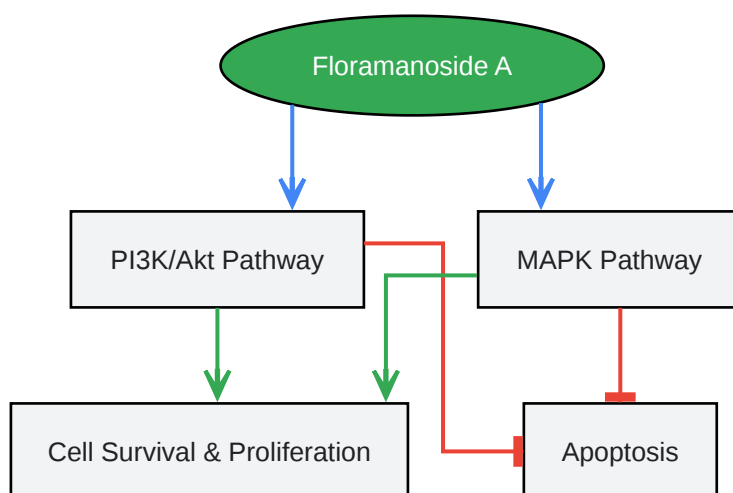 Floramanoside A
PI3K/Akt Pathway
MAPK Pathway
Cell Survival & Proliferation
Apoptosis